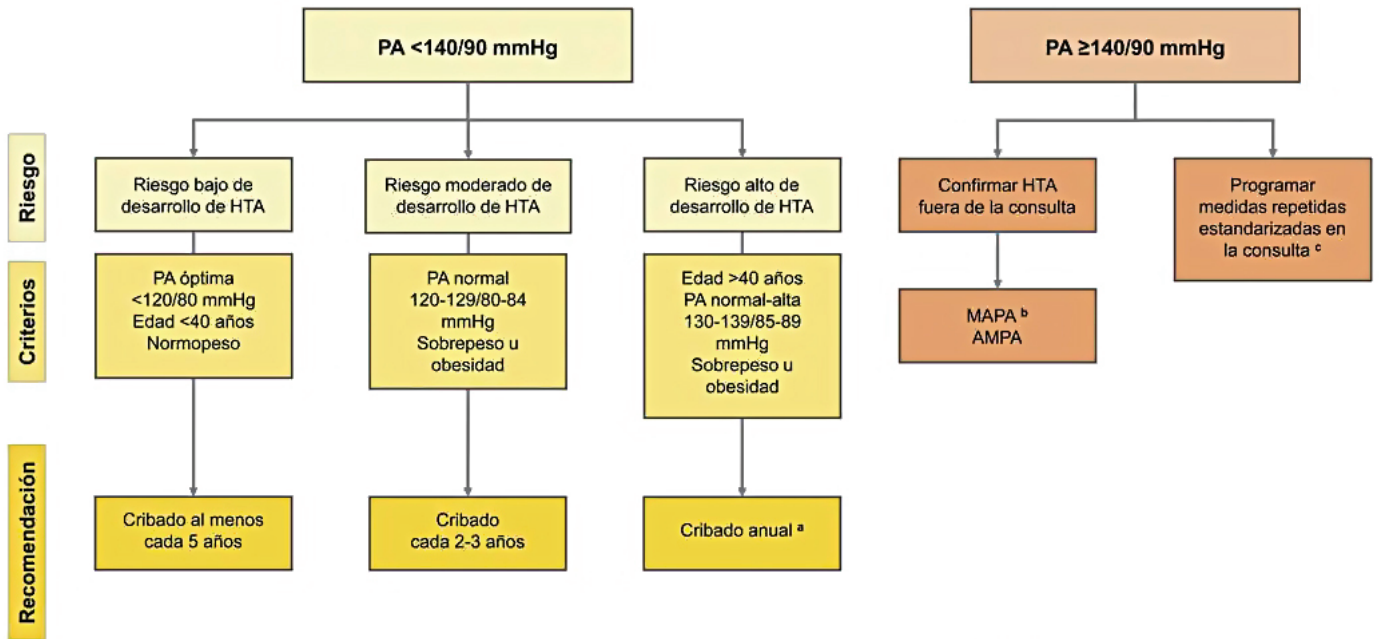 PA <140/90 mmHg
PA ≥140/90 mmHg
Riesgo
Riesgo bajo de
desarrollo de HTA
Riesgo moderado de
desarrollo de HTA
Riesgo alto de
desarrollo de HTA
Confirmar HTA
fuera de la consulta
Programar
medidas repetidas
estandarizadas en
la consulta ᶜ
Criterios
PA óptima
<120/80 mmHg
Edad <40 años
Normopeso
PA normal
120-129/80-84
mmHg
Sobrepeso u
obesidad
Edad >40 años
PA normal-alta
130-139/85-89
mmHg
Sobrepeso u
obesidad
MAPA ᵇ
AMPA
Recomendación
Cribado al menos
cada 5 años
Cribado
cada 2-3 años
Cribado anual ᵃ